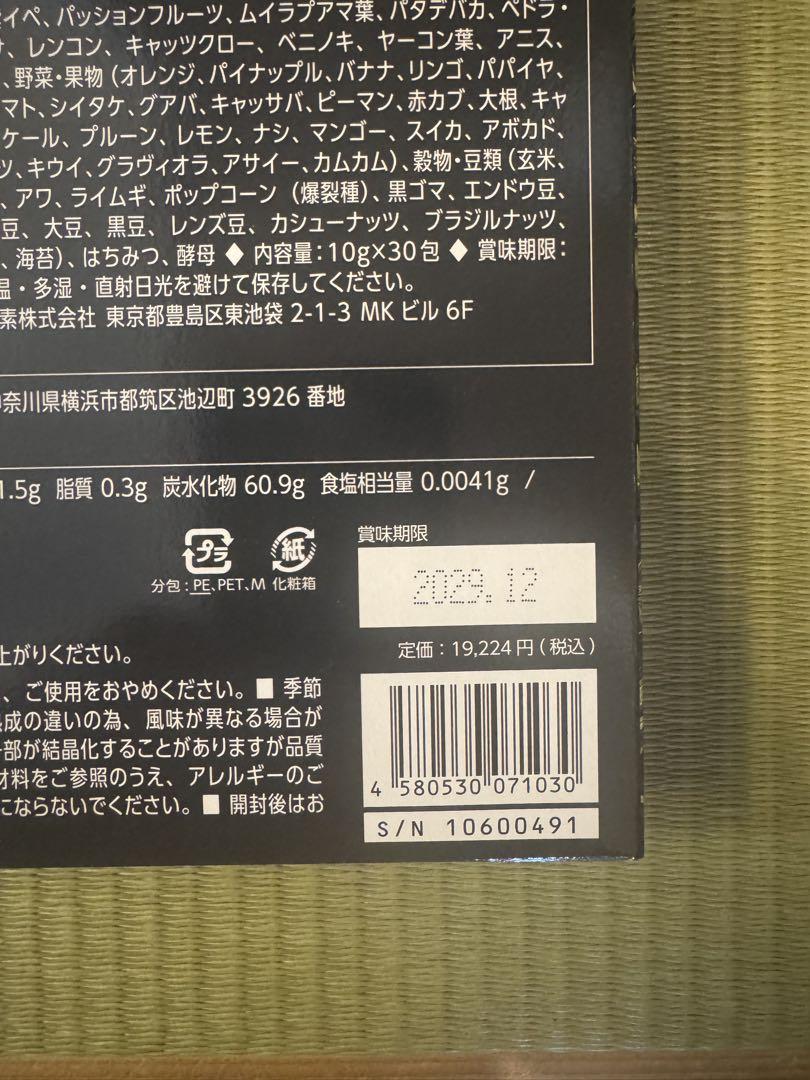 イペ、パッションフルーツ、ムイラプアマ葉、パタデバカ、ペドラ・
、レンコン、キャッツクロー、ベニノキ、ヤーコン葉、アニス、
、野菜・果物（オレンジ、パイナップル、バナナ、リンゴ、パパイヤ、
マト、シイタケ、グアバ、キャッサバ、ピーマン、赤カブ、大根、キャ
ケール、プルーン、レモン、ナシ、マンゴー、スイカ、アボカド、
ツ、キウイ、グラヴィオラ、アサイー、カムカム）、穀物・豆類（玄米、
、アワ、ライムギ、ポップコーン（爆裂種）、黒ゴマ、エンドウ豆、
豆、大豆、黒豆、レンズ豆、カシューナッツ、ブラジルナッツ、
、海苔）、はちみつ、酵母 ◆ 内容量：10g×30包 ◆ 賞味期限：
温・多湿・直射日光を避けて保存してください。
素株式会社 東京都豊島区東池袋 2-1-3 MK ビル 6F
奈川県横浜市都筑区池辺町 3926 番地
1.5g 脂質 0.3g 炭水化物 60.9g 食塩相当量 0.0041g /
プラ 紙
分包：PE、PET、M 化粧箱
賞味期限
2029.12
定価：19,224円（税込）
上がりください。
、ご使用をおやめください。■ 季節
成の違いの為、風味が異なる場合が
部が結晶化することがありますが品質
材料をご参照のうえ、アレルギーのご
にならないでください。■ 開封後はお
4 580530 071030
S/N 10600491